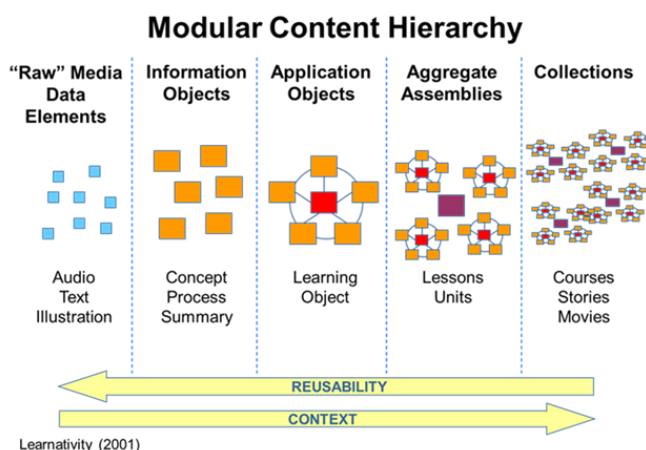 Modular Content Hierarchy
“Raw” Media
Data
Elements
Information
Objects
Application
Objects
Aggregate
Assemblies
Collections
Audio
Text
Illustration
Concept
Process
Summary
Learning
Object
Lessons
Units
Courses
Stories
Movies
REUSABILITY
CONTEXT
Learnativity (2001)